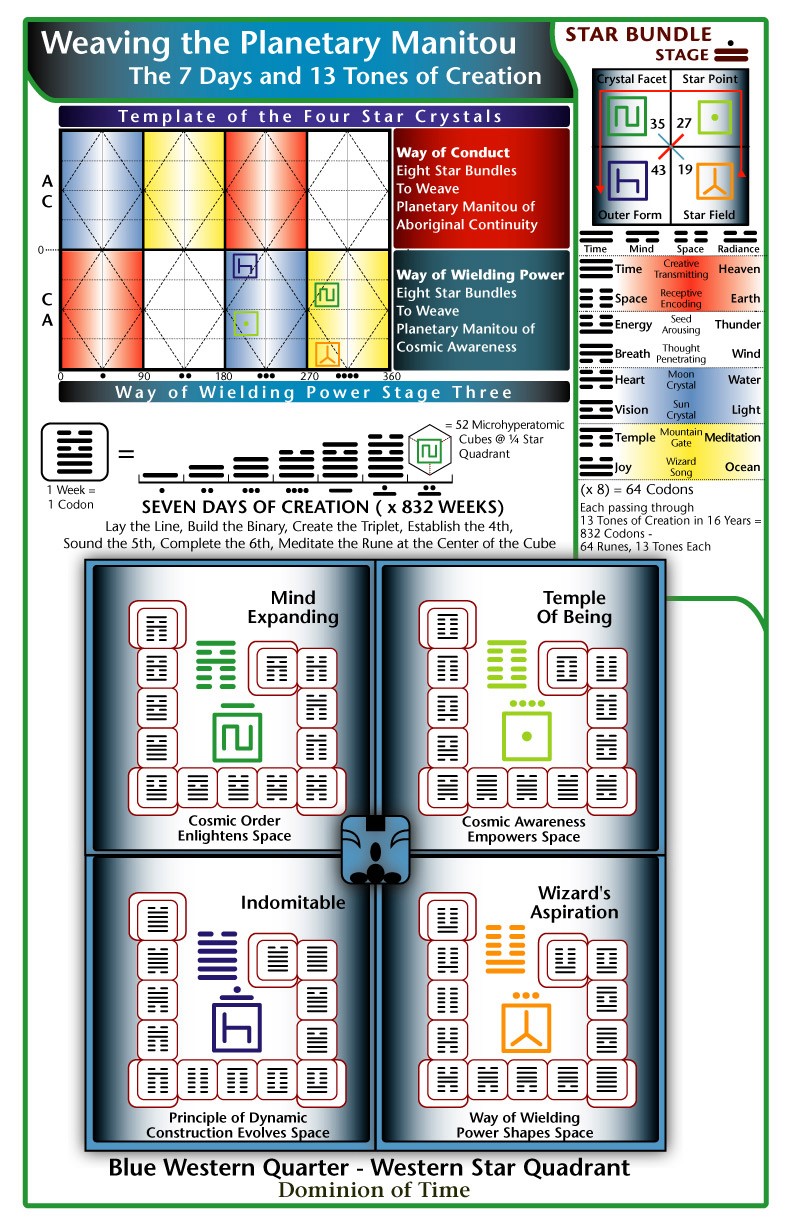 Weaving the Planetary Manitou
The 7 Days and 13 Tones of Creation
STAR BUNDLE
STAGE
Crystal Facet
Star Point
35
27
43
19
Outer Form
Star Field
Template of the Four Star Crystals
A
C
0
C
A
Way of Conduct
Eight Star Bundles
To Weave
Planetary Manitou of
Aboriginal Continuity
Way of Wielding Power
Eight Star Bundles
To Weave
Planetary Manitou of
Cosmic Awareness
0
90
180
270
360
Way of Wielding Power Stage Three
Time
Mind
Space
Radiance
Time
Creative
Transmitting
Heaven
Space
Receptive
Encoding
Earth
Energy
Seed
Arousing
Thunder
Breath
Thought
Penetrating
Wind
Heart
Moon
Crystal
Water
Vision
Sun
Crystal
Light
Temple
Mountain
Gate
Meditation
Joy
Wizard
Song
Ocean
(x 8) = 64 Codons
Each passing through
13 Tones of Creation in 16 Years =
832 Codons -
64 Runes, 13 Tones Each
=
= 52 Microhyperatomic
Cubes @ ¼ Star
Quadrant
1 Week =
1 Codon
SEVEN DAYS OF CREATION ( x 832 WEEKS)
Lay the Line, Build the Binary, Create the Triplet, Establish the 4th,
Sound the 5th, Complete the 6th, Meditate the Rune at the Center of the Cube
Mind
Expanding
Cosmic Order
Enlightens Space
Temple
Of Being
Cosmic Awareness
Empowers Space
Indomitable
Principle of Dynamic
Construction Evolves Space
Wizard's
Aspiration
Way of Wielding
Power Shapes Space
Blue Western Quarter - Western Star Quadrant
Dominion of Time